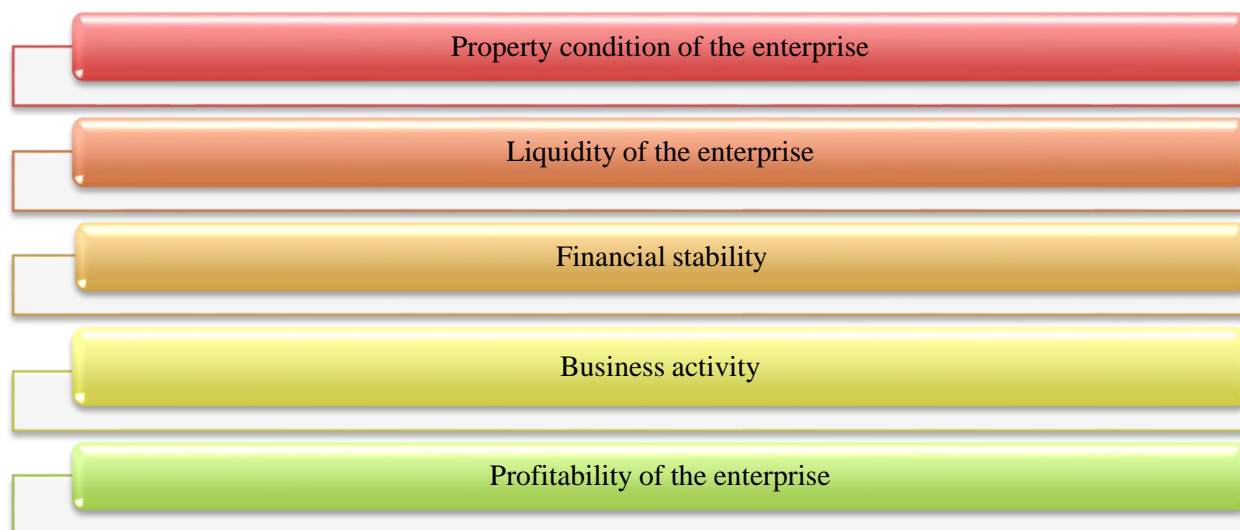 Property condition of the enterprise
Liquidity of the enterprise
Financial stability
Business activity
Profitability of the enterprise